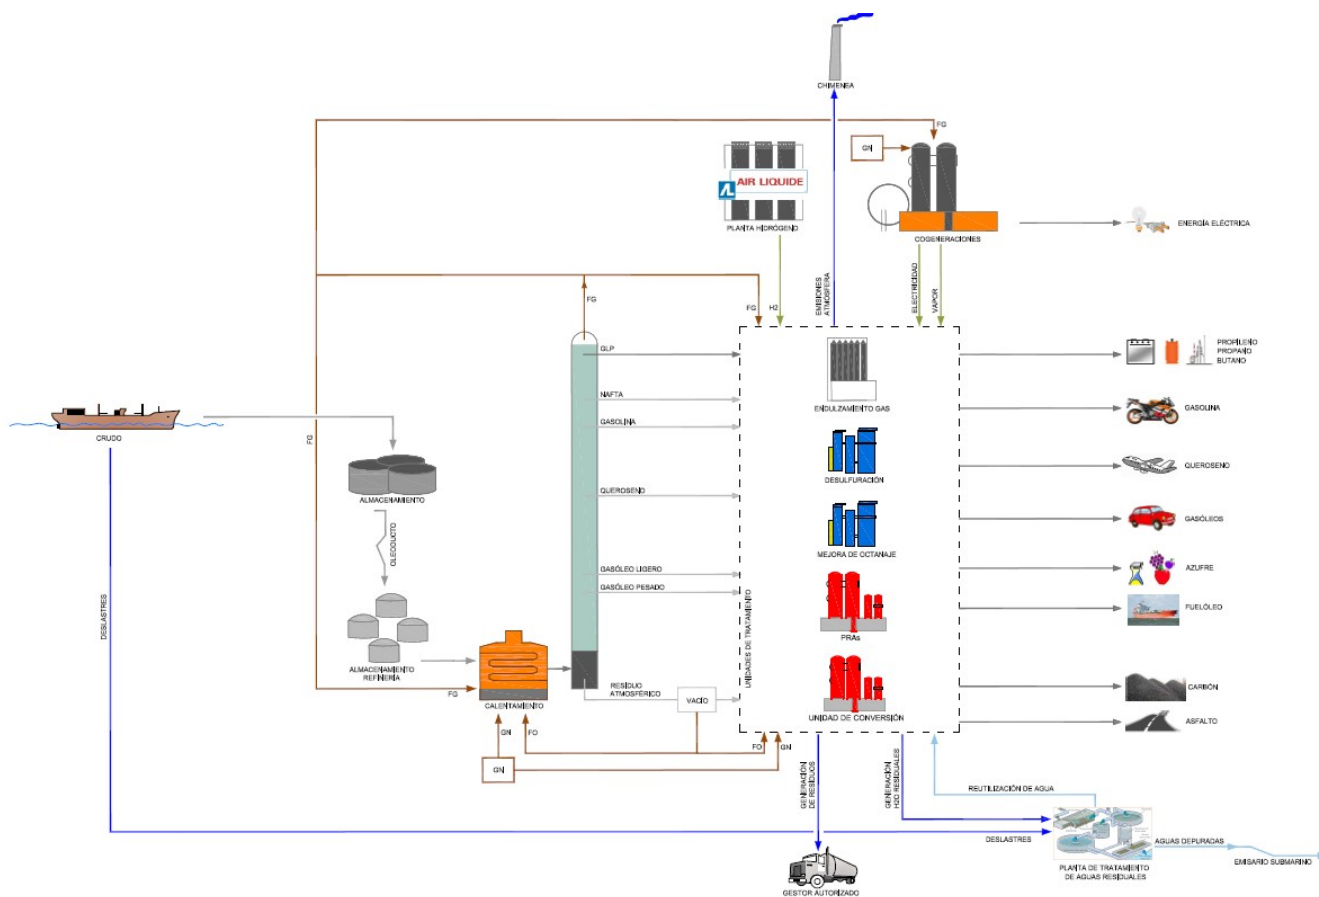 CHIMENEA
FG
GN
AIR LIQUIDE
AL
PLANTA HIDRÓGENO
COGENERACIONES
ENERGÍA ELÉCTRICA
EMISIONES
ATMOSFERA
ELECTRICIDAD
VAPOR
FG
FG
H2
GLP
PROPILENO
PROPANO
BUTANO
NAFTA
ENDULZAMIENTO GAS
GASOLINA
GASOLINA
CRUDO
FG
QUEROSENO
DESULFURACIÓN
QUEROSENO
ALMACENAMIENTO
GASÓLEOS
OLEODUCTO
MEJORA DE OCTANAJE
GASÓLEO LIGERO
GASÓLEO PESADO
AZUFRE
FUELÓLEO
DESLASTRES
UNIDADES DE TRATAMIENTO
PRAs
ALMACENAMIENTO
REFINERÍA
FG
CALENTAMIENTO
RESÍDUO
ATMOSFÉRICO
VACÍO
CARBÓN
UNIDAD DE CONVERSIÓN
ASFALTO
GN
FO
FO
GN
GN
GENERACION
DE RESÍDUOS
GENERACIÓN
H2O RESIDUALES
REUTILIZACIÓN DE AGUA
DESLASTRES
AGUAS DEPURADAS
EMISARIO SUBMARINO
PLANTA DE TRATAMIENTO
DE AGUAS RESIDUALES
GESTOR AUTORIZADO